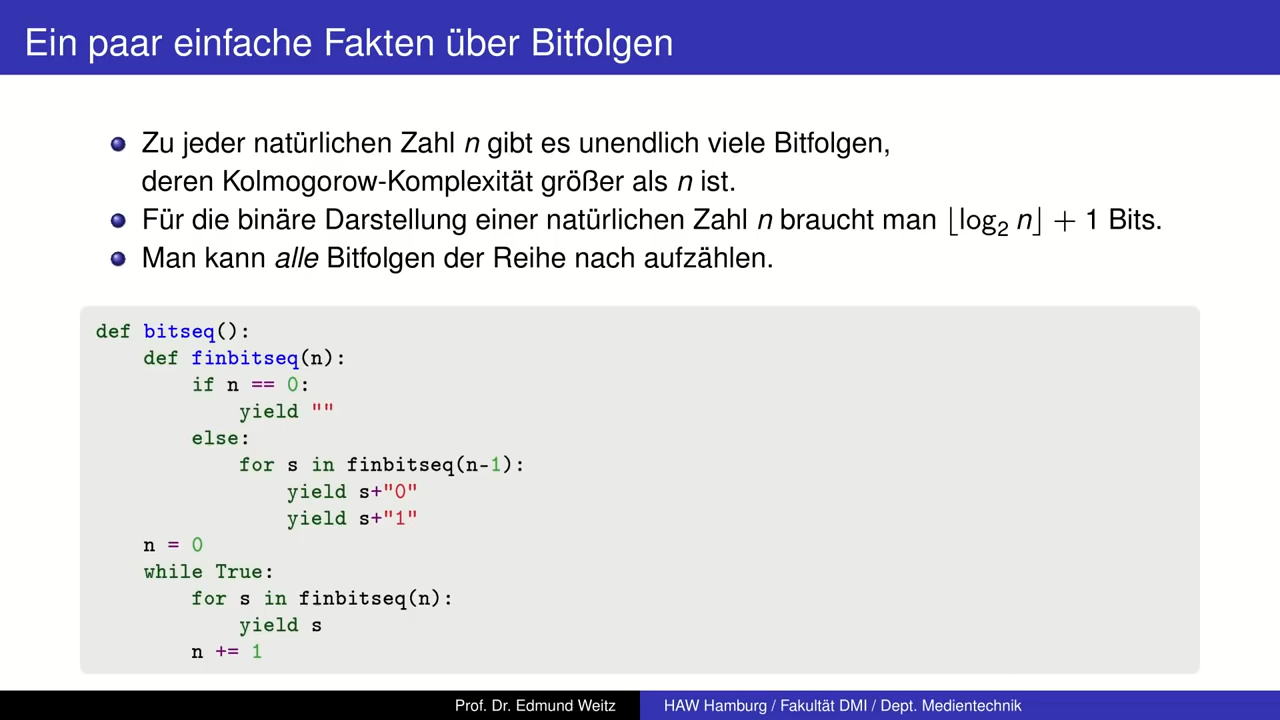 Ein paar einfache Fakten über Bitfolgen
Zu jeder natürlichen Zahl n gibt es unendlich viele Bitfolgen,
deren Kolmogorow-Komplexität größer als n ist.
Für die binäre Darstellung einer natürlichen Zahl n braucht man ⌊log₂ n⌋ + 1 Bits.
Man kann alle Bitfolgen der Reihe nach aufzählen.
def bitseq():
    def finbitseq(n):
        if n == 0:
            yield ""
        else:
            for s in finbitseq(n-1):
                yield s+"0"
                yield s+"1"
    n = 0
    while True:
        for s in finbitseq(n):
            yield s
        n += 1
Prof. Dr. Edmund Weitz HAW Hamburg / Fakultät DMI / Dept. Medientechnik